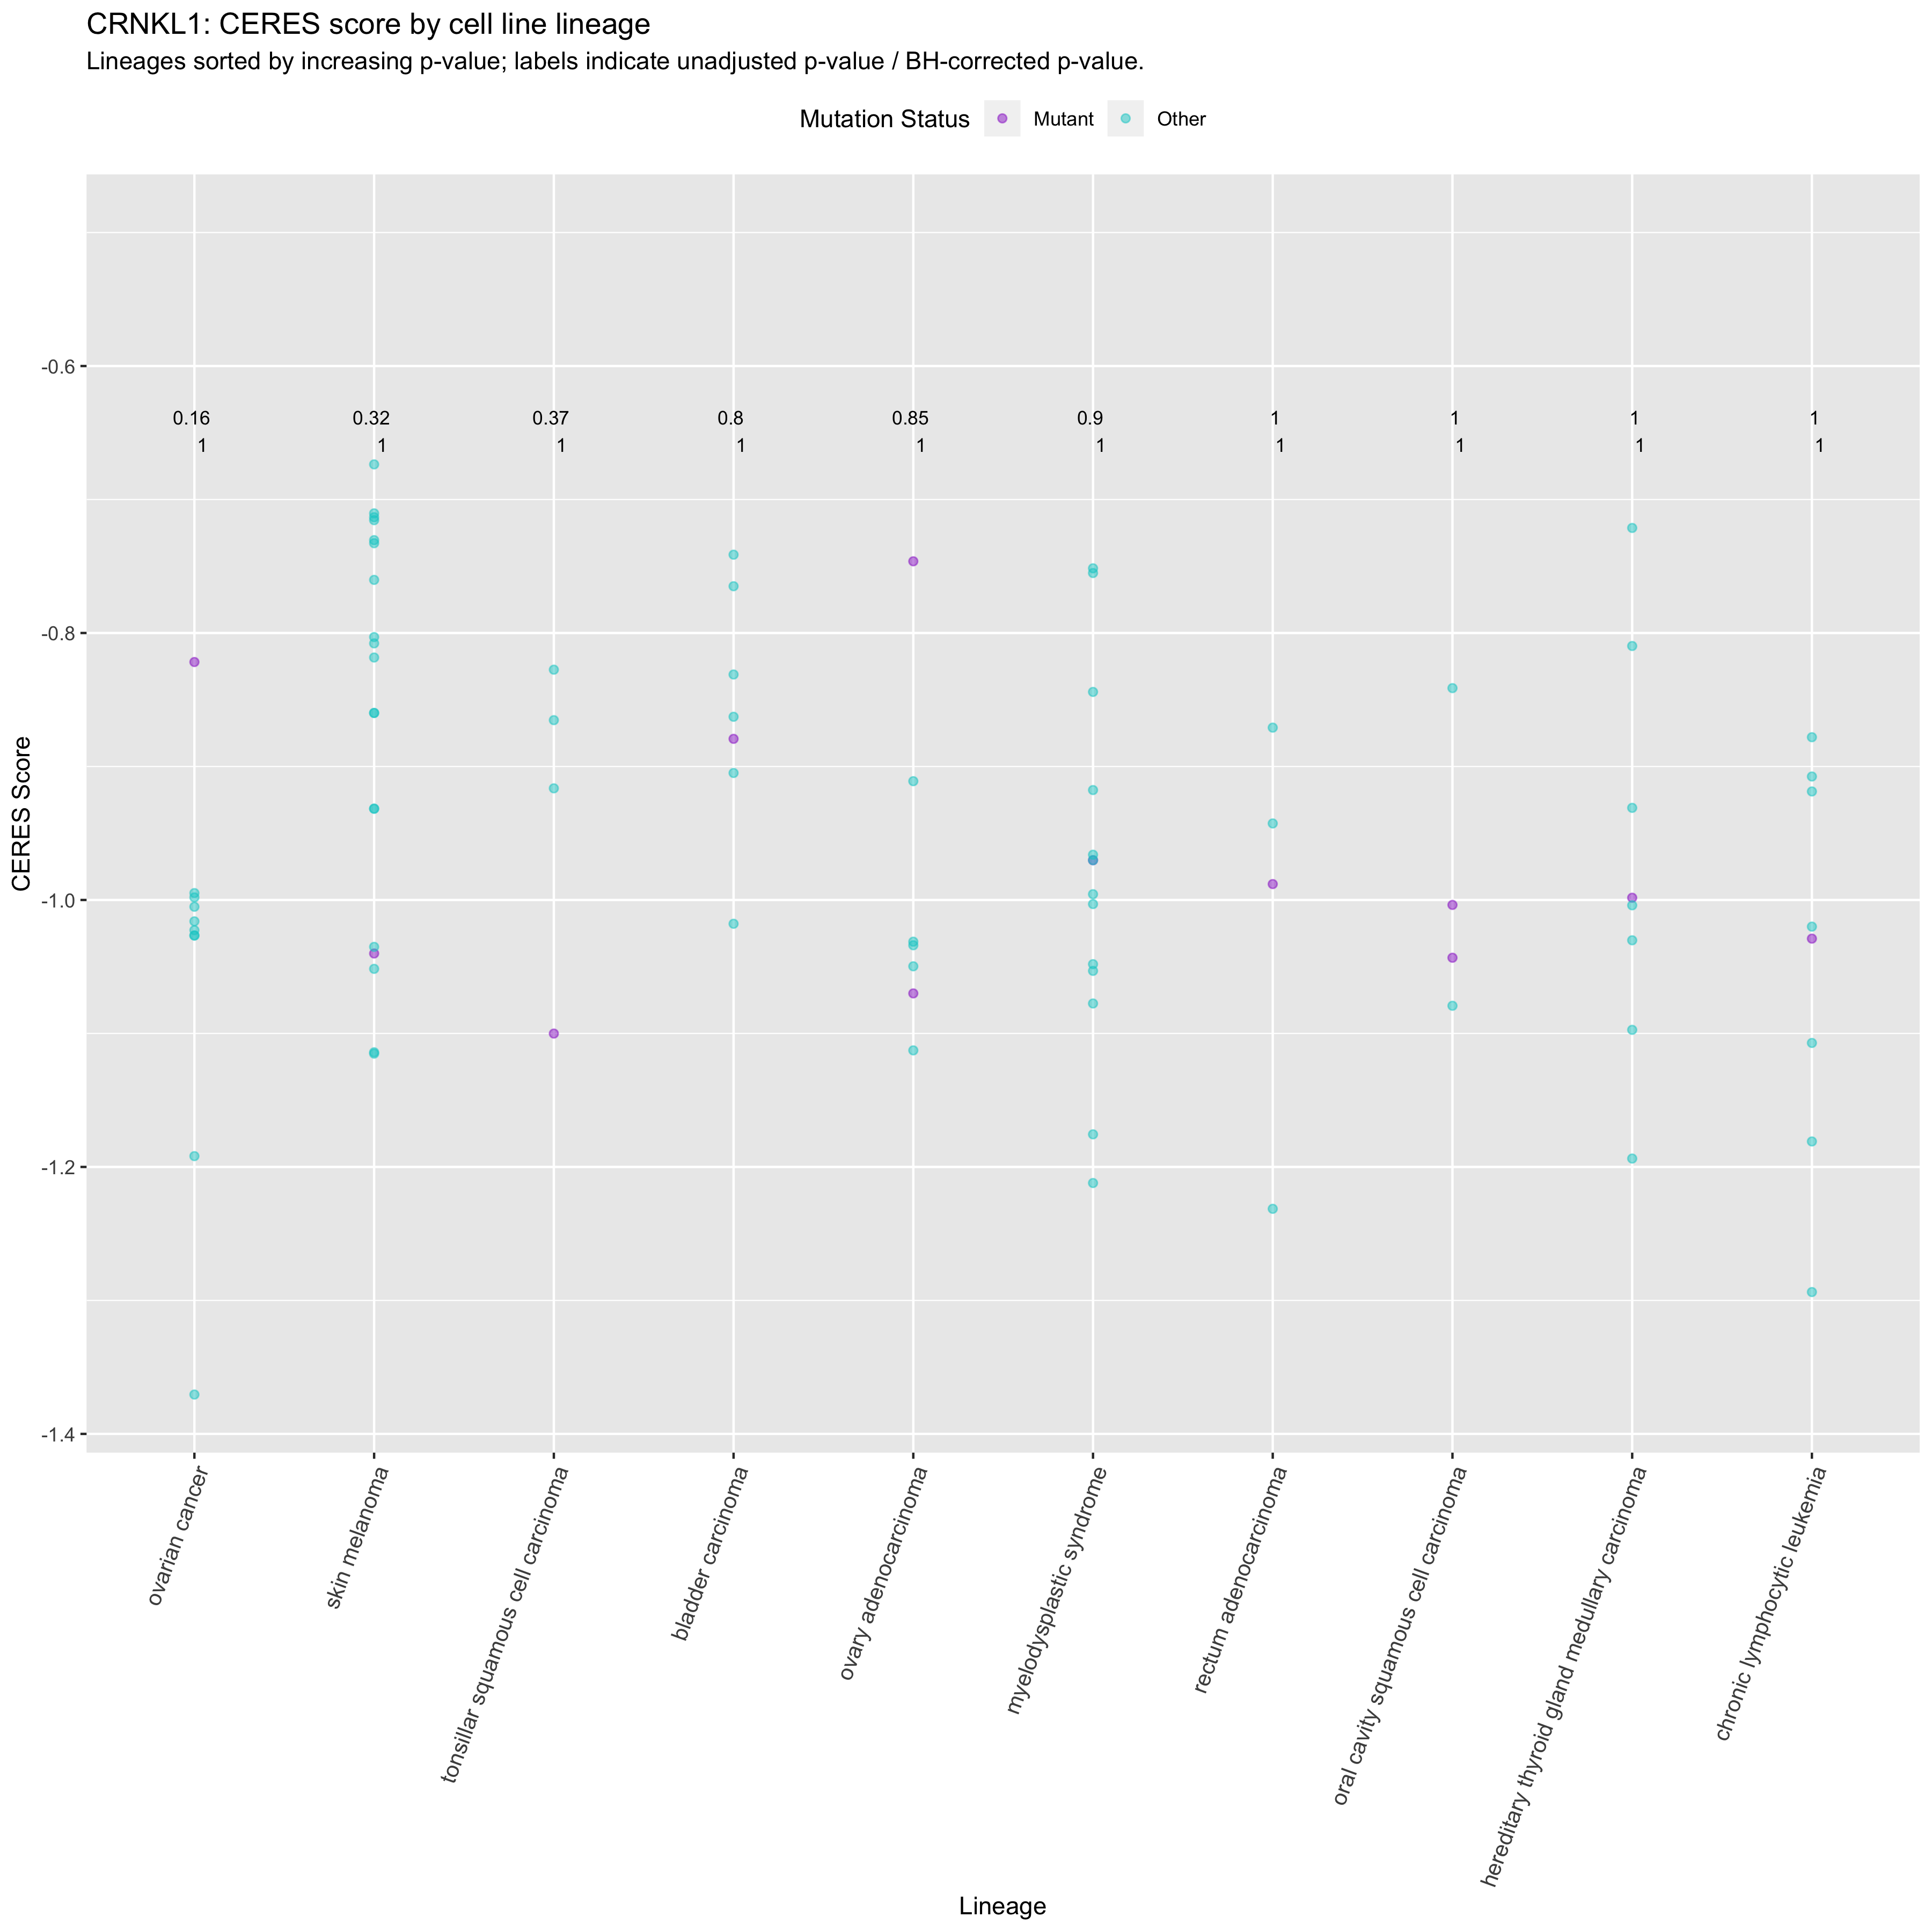 CRNKL1: CERES score by cell line lineage
Lineages sorted by increasing p-value; labels indicate unadjusted p-value / BH-corrected p-value.
Mutation Status Mutant Other
CERES Score
-0.6
-0.8
-1.0
-1.2
-1.4
0.16 0.32 0.37 0.8 0.85 0.9 1 1 1 1
1 1 1 1 1 1 1 1 1 1
ovarian cancer
skin melanoma
tonsillar squamous cell carcinoma
bladder carcinoma
ovary adenocarcinoma
myelodysplastic syndrome
rectum adenocarcinoma
oral cavity squamous cell carcinoma
hereditary thyroid gland medullary carcinoma
chronic lymphocytic leukemia
Lineage